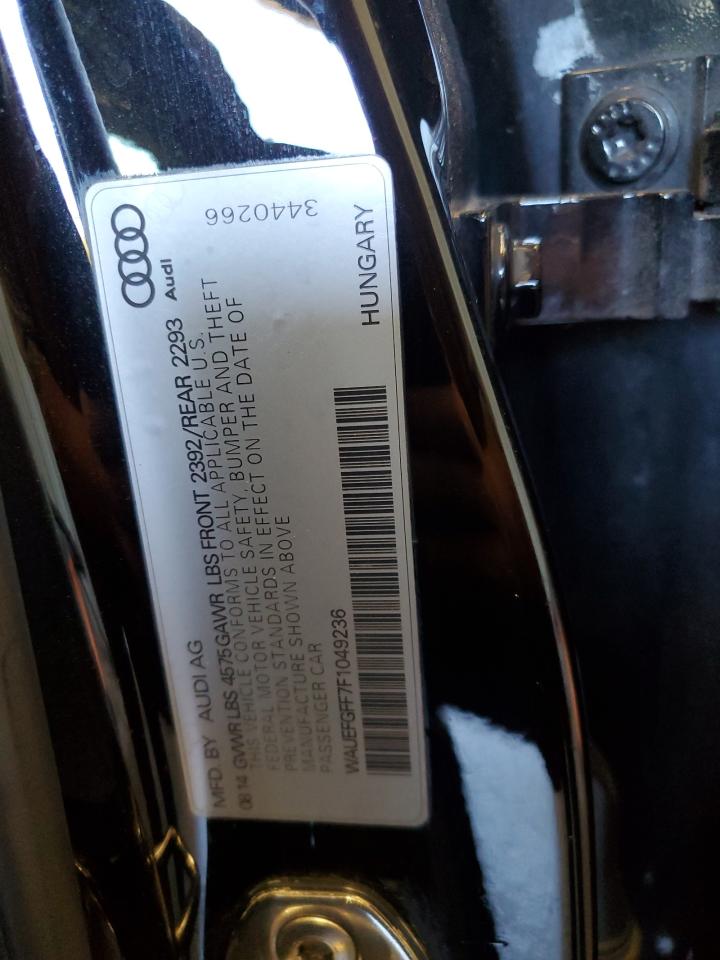 Audi
3440266
MFD. BY AUDI AG
08 14 GVWR LBS 4575 GAWR LBS FRONT 2392/REAR 2293
THIS VEHICLE CONFORMS TO ALL APPLICABLE U.S.
FEDERAL MOTOR VEHICLE SAFETY, BUMPER AND THEFT
PREVENTION STANDARDS IN EFFECT ON THE DATE OF
MANUFACTURE SHOWN ABOVE
PASSENGER CAR
WAUEFGFF7F1049236
HUNGARY